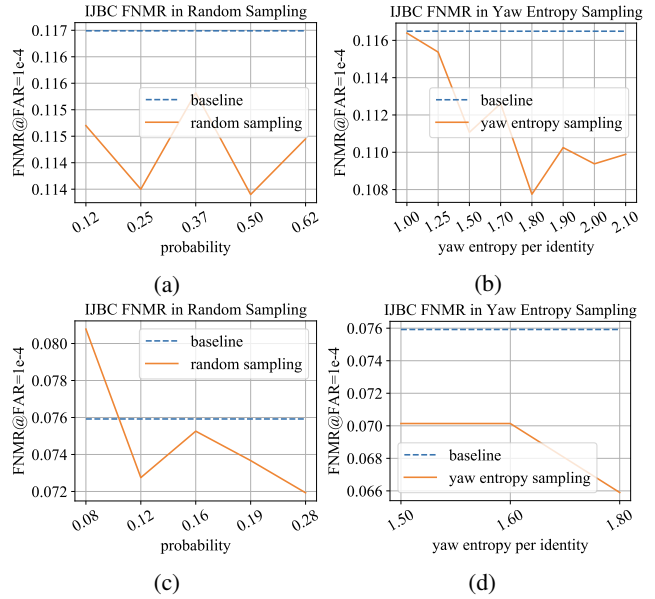 IJBC FNMR in Random Sampling
FNMR@FAR=1e-4
0.117
0.116
0.116
0.115
0.115
0.114
0.114
baseline
random sampling
0.12 0.25 0.37 0.50 0.62
probability
(a)
IJBC FNMR in Yaw Entropy Sampling
FNMR@FAR=1e-4
0.116
0.114
0.112
0.110
0.108
baseline
yaw entropy sampling
1.00 1.25 1.50 1.70 1.80 1.90 2.00 2.10
yaw entropy per identity
(b)
IJBC FNMR in Random Sampling
FNMR@FAR=1e-4
0.080
0.078
0.076
0.074
0.072
baseline
random sampling
0.08 0.12 0.16 0.19 0.28
probability
(c)
IJBC FNMR in Yaw Entropy Sampling
FNMR@FAR=1e-4
0.076
0.074
0.072
0.070
0.068
0.066
baseline
yaw entropy sampling
1.50 1.60 1.80
yaw entropy per identity
(d)